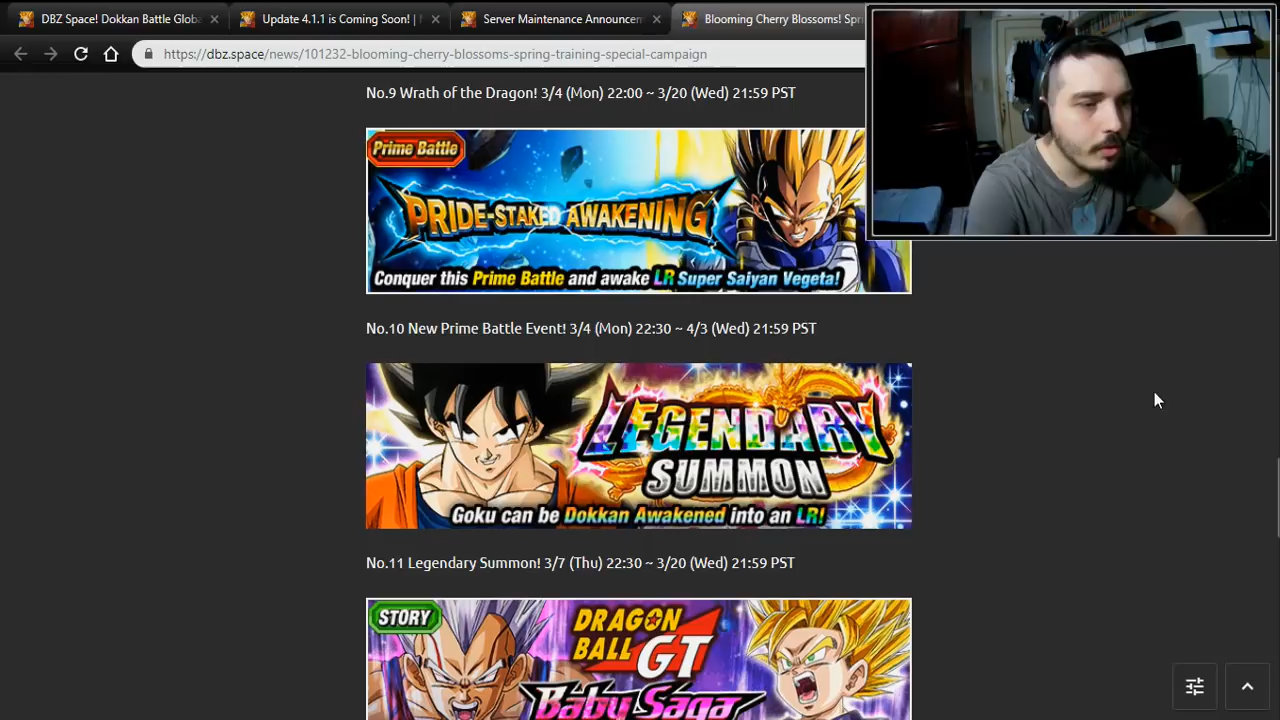 DBZ Space! Dokkan Battle Globa
Update 4.1.1 is Coming Soon! | F
Server Maintenance Announcem
Blooming Cherry Blossoms! Spr
https://dbz.space/news/101232-blooming-cherry-blossoms-spring-training-special-campaign
No.9 Wrath of the Dragon! 3/4 (Mon) 22:00 ~ 3/20 (Wed) 21:59 PST
Prime Battle
PRIDE-STAKED AWAKENING
Conquer this Prime Battle and awake LR Super Saiyan Vegeta!
No.10 New Prime Battle Event! 3/4 (Mon) 22:30 ~ 4/3 (Wed) 21:59 PST
LEGENDARY
SUMMON
Goku can be Dokkan Awakened into an LR!
No.11 Legendary Summon! 3/7 (Thu) 22:30 ~ 3/20 (Wed) 21:59 PST
STORY
DRAGON
BALL GT
Baby Saga